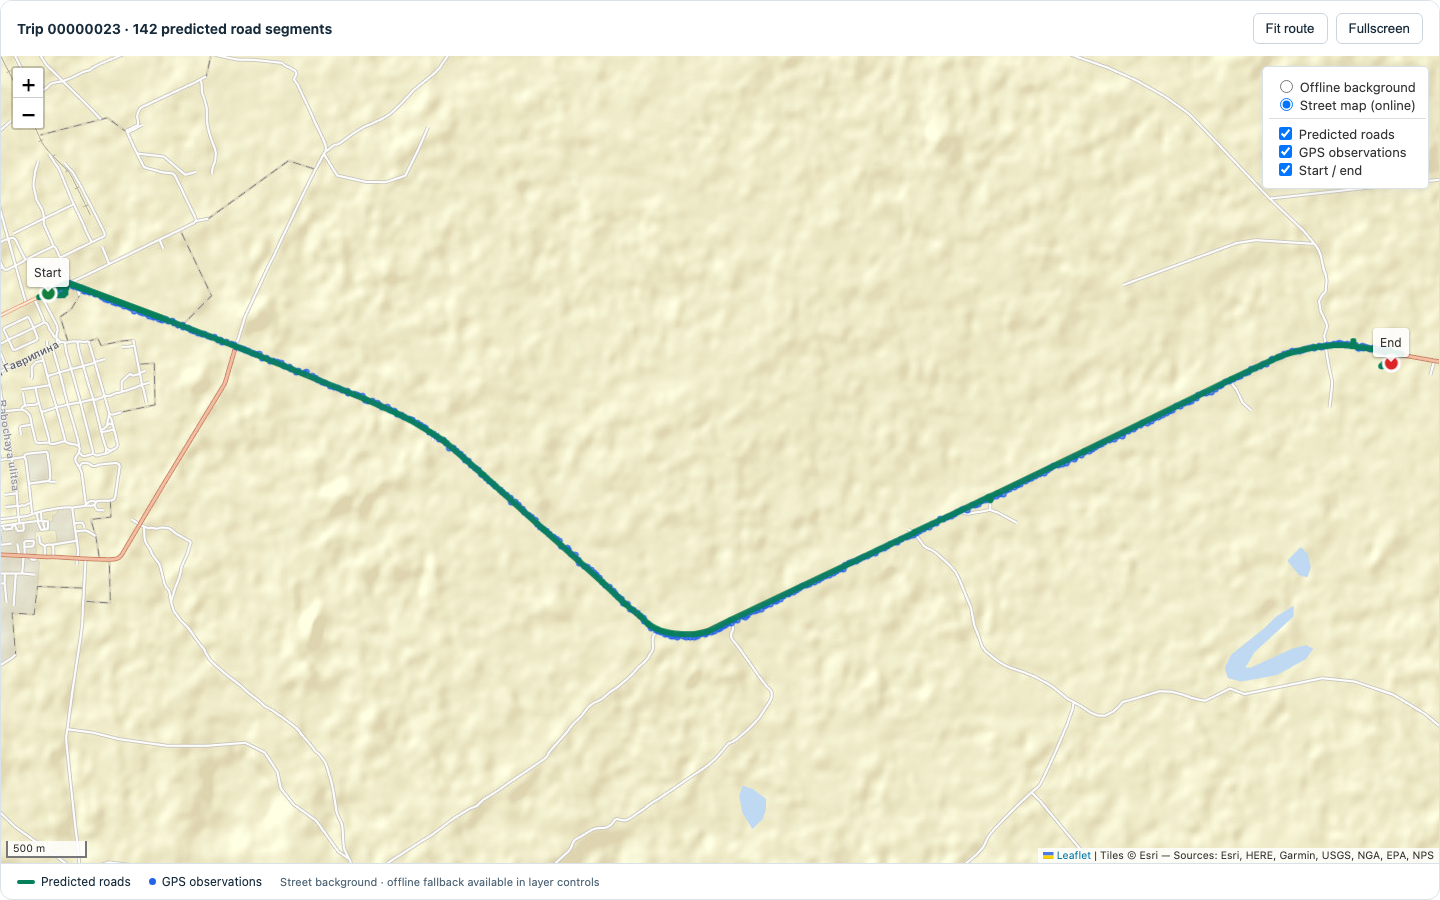 Trip 00000023 · 142 predicted road segments
Fit route
Fullscreen
+
−
Offline background
Street map (online)
Predicted roads
GPS observations
Start / end
Start
End
Гаврилина
Rabochaya ulitsa
500 m
Leaflet | Tiles © Esri — Sources: Esri, HERE, Garmin, USGS, NGA, EPA, NPS
Predicted roads
GPS observations
Street background · offline fallback available in layer controls